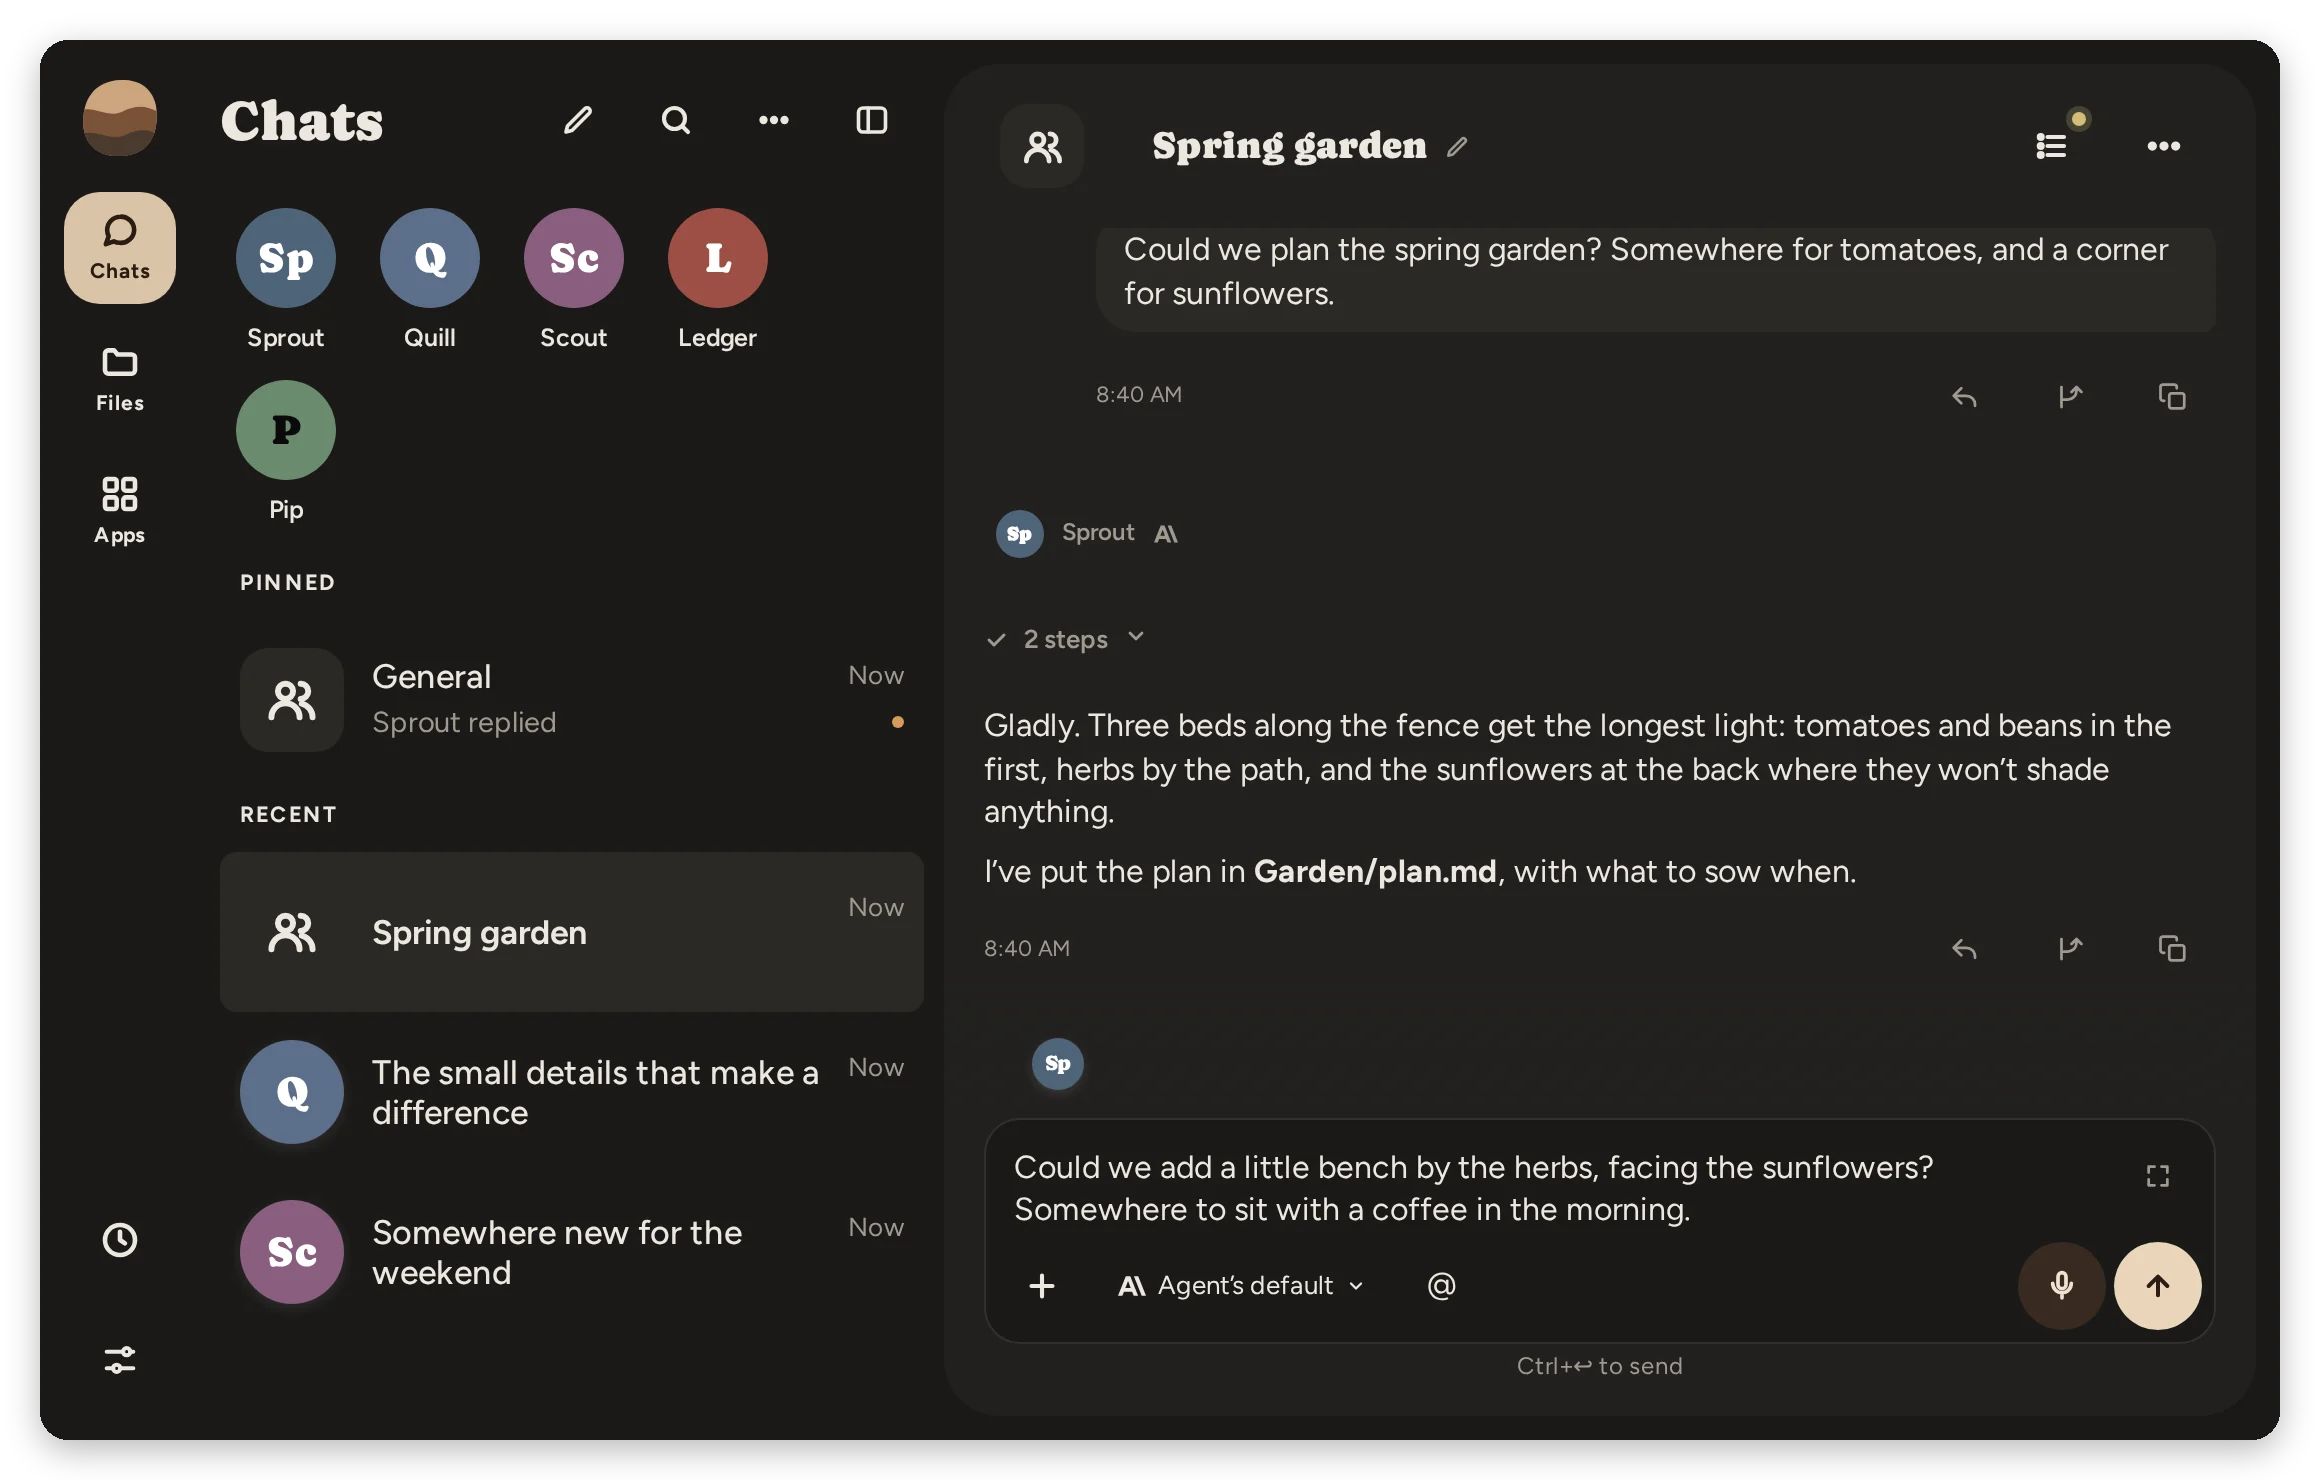 Chats
Chats
Files
Apps
Sp
Q
Sc
L
Sprout
Quill
Scout
Ledger
P
Pip
PINNED
General
Now
Sprout replied
RECENT
Spring garden
Now
Q
The small details that make a
difference
Now
Sc
Somewhere new for the
weekend
Now
Spring garden
Could we plan the spring garden? Somewhere for tomatoes, and a corner
for sunflowers.
8:40 AM
Sp
Sprout
2 steps
Gladly. Three beds along the fence get the longest light: tomatoes and beans in the
first, herbs by the path, and the sunflowers at the back where they won’t shade
anything.
I’ve put the plan in Garden/plan.md, with what to sow when.
8:40 AM
Sp
Could we add a little bench by the herbs, facing the sunflowers?
Somewhere to sit with a coffee in the morning.
Agent’s default
@
Ctrl+↩ to send